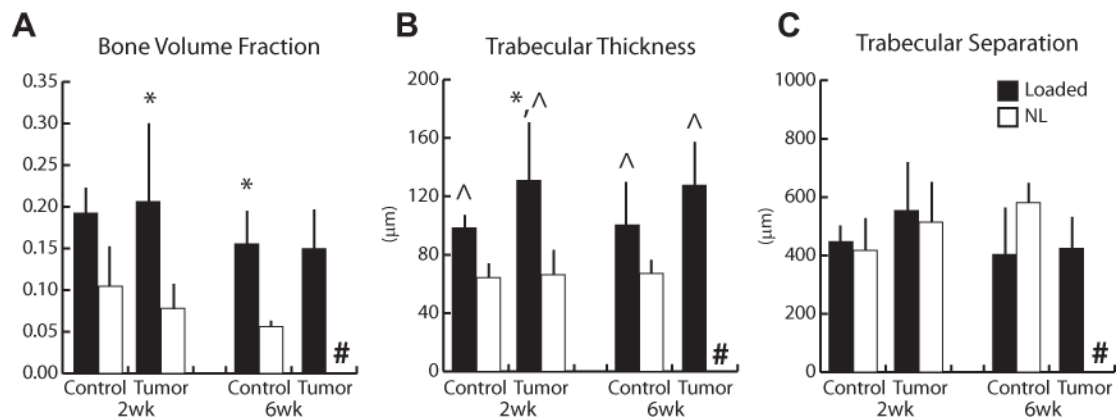 A
Bone Volume Fraction
0.35
0.30
0.25
0.20
0.15
0.10
0.05
0.00
*
*
#
Control Tumor
2wk
Control Tumor
6wk
B
Trabecular Thickness
200
160
120
80
40
0
(μm)
^
*,^
^
^
#
Control Tumor
2wk
Control Tumor
6wk
C
Trabecular Separation
1000
800
600
400
200
0
(μm)
Loaded
NL
#
Control Tumor
2wk
Control Tumor
6wk